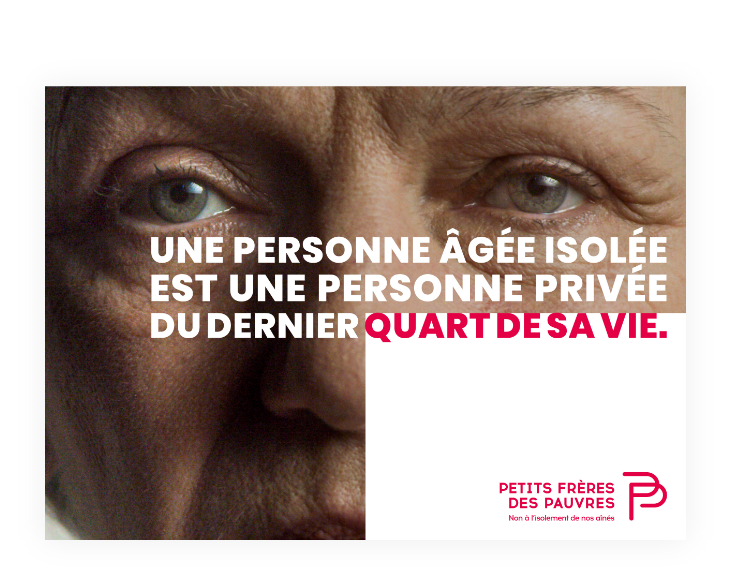 UNE PERSONNE ÂGÉE ISOLÉE
EST UNE PERSONNE PRIVÉE
DU DERNIER QUART DE SA VIE.
PETITS FRÈRES
DES PAUVRES
Non à l'isolement de nos aînés